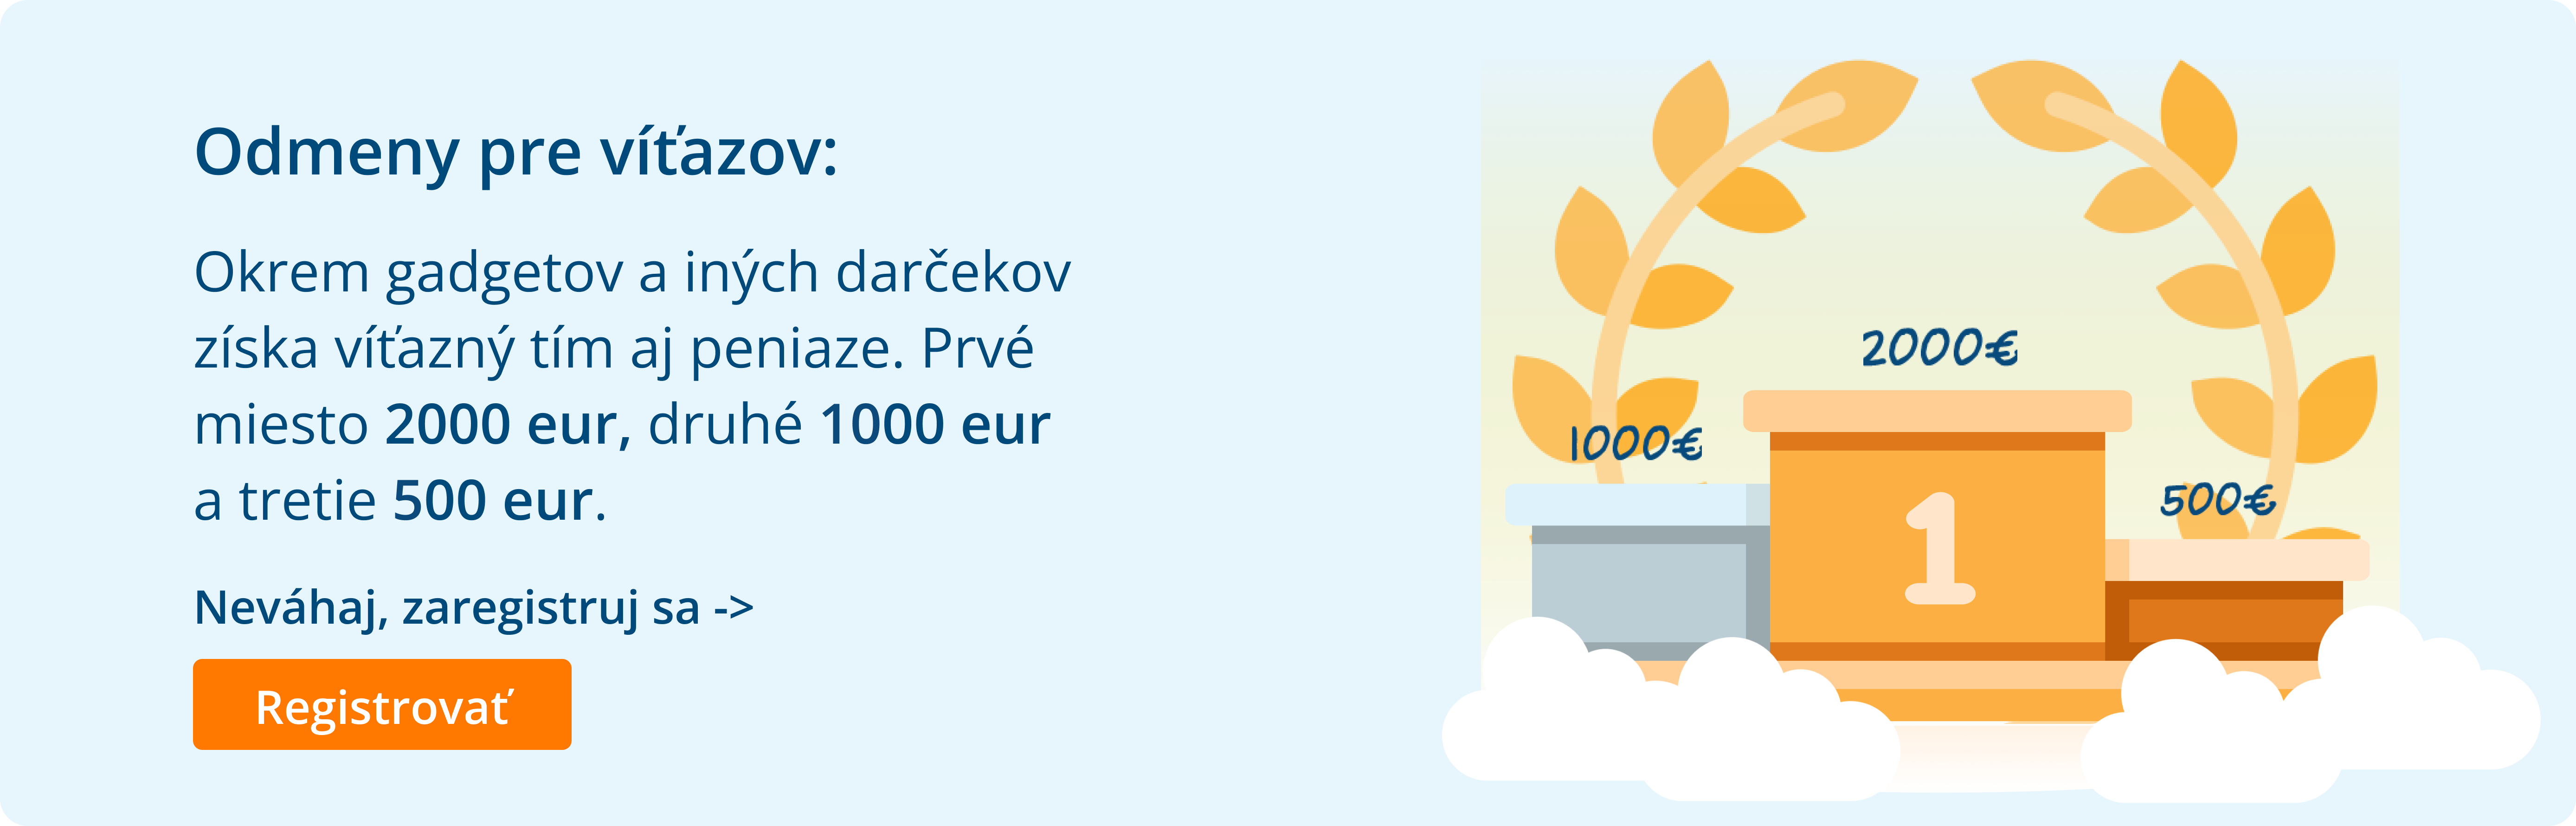 Odmeny pre víťazov:
Okrem gadgetov a iných darčekov
získa víťazný tím aj peniaze. Prvé
miesto 2000 eur, druhé 1000 eur
a tretie 500 eur.
Neváhaj, zaregistruj sa ->
Registrovať
2000€
1000€
500€
1